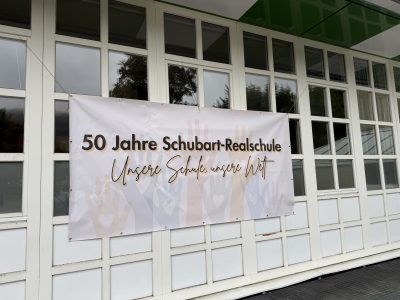 50 Jahre Schubart-Realschule
Unsere Schule, unsere Welt